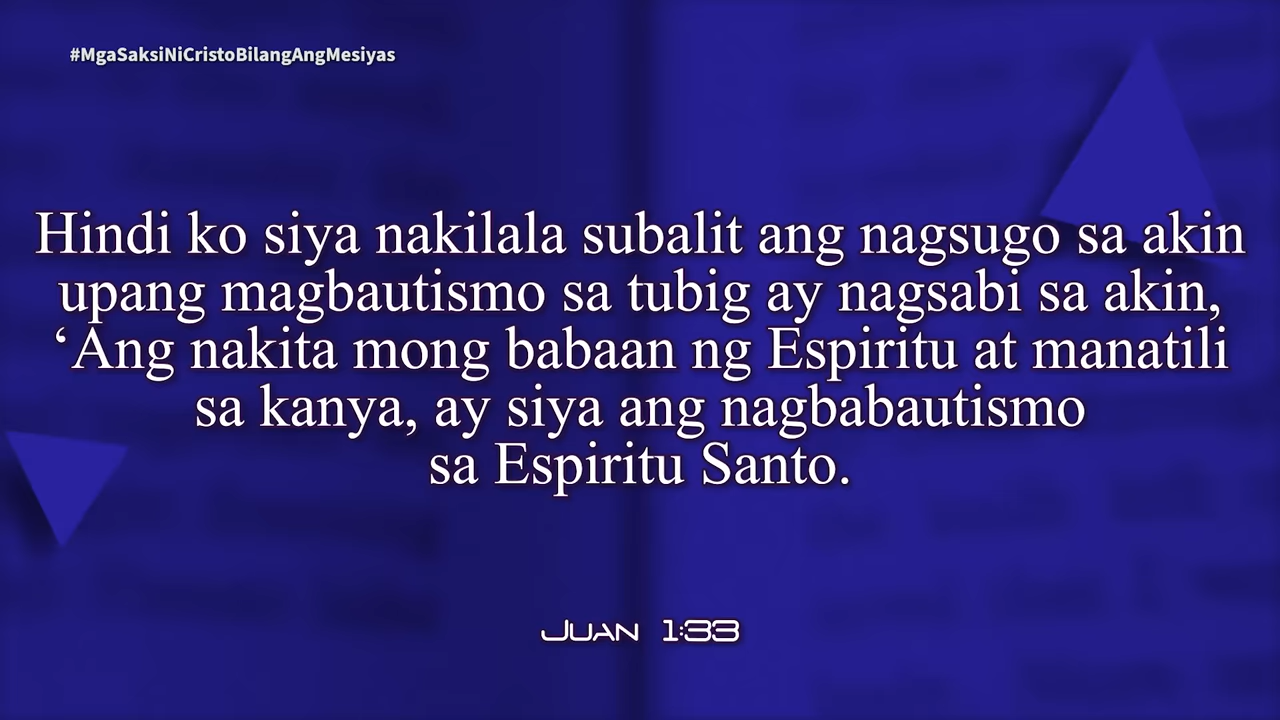 #MgaSaksiNiCristoBilangAngMesiyas
Hindi ko siya nakilala subalit ang nagsugo sa akin
upang magbautismo sa tubig ay nagsabi sa akin,
‘Ang nakita mong babaan ng Espiritu at manatili
sa kanya, ay siya ang nagbabautismo
sa Espiritu Santo.
Juan 1:33